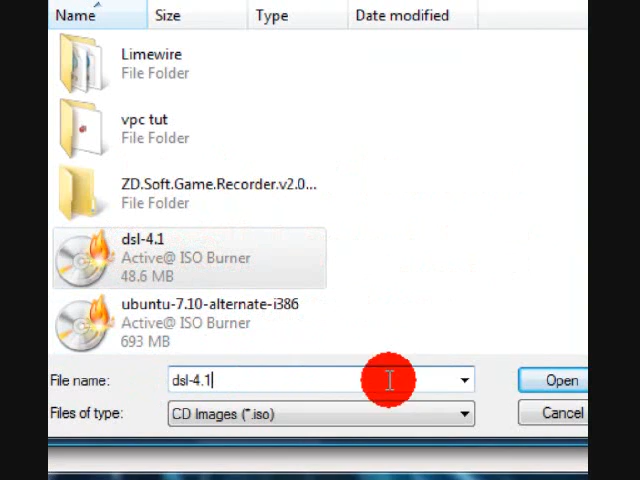 Name Size Type Date modified
Limewire
File Folder
vpc tut
File Folder
ZD.Soft.Game.Recorder.v2.0...
File Folder
dsl-4.1
Active@ ISO Burner
48.6 MB
ubuntu-7.10-alternate-i386
Active@ ISO Burner
693 MB
File name: dsl-4.1 Open
Files of type: CD Images (*.iso) Cancel